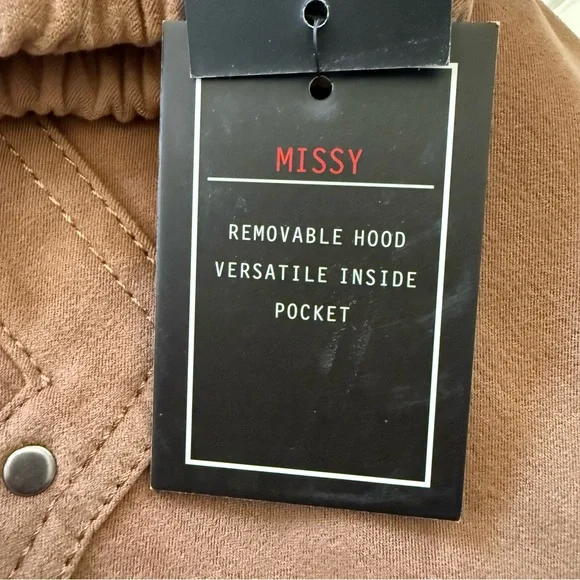 MISSY
REMOVABLE HOOD
VERSATILE INSIDE
POCKET